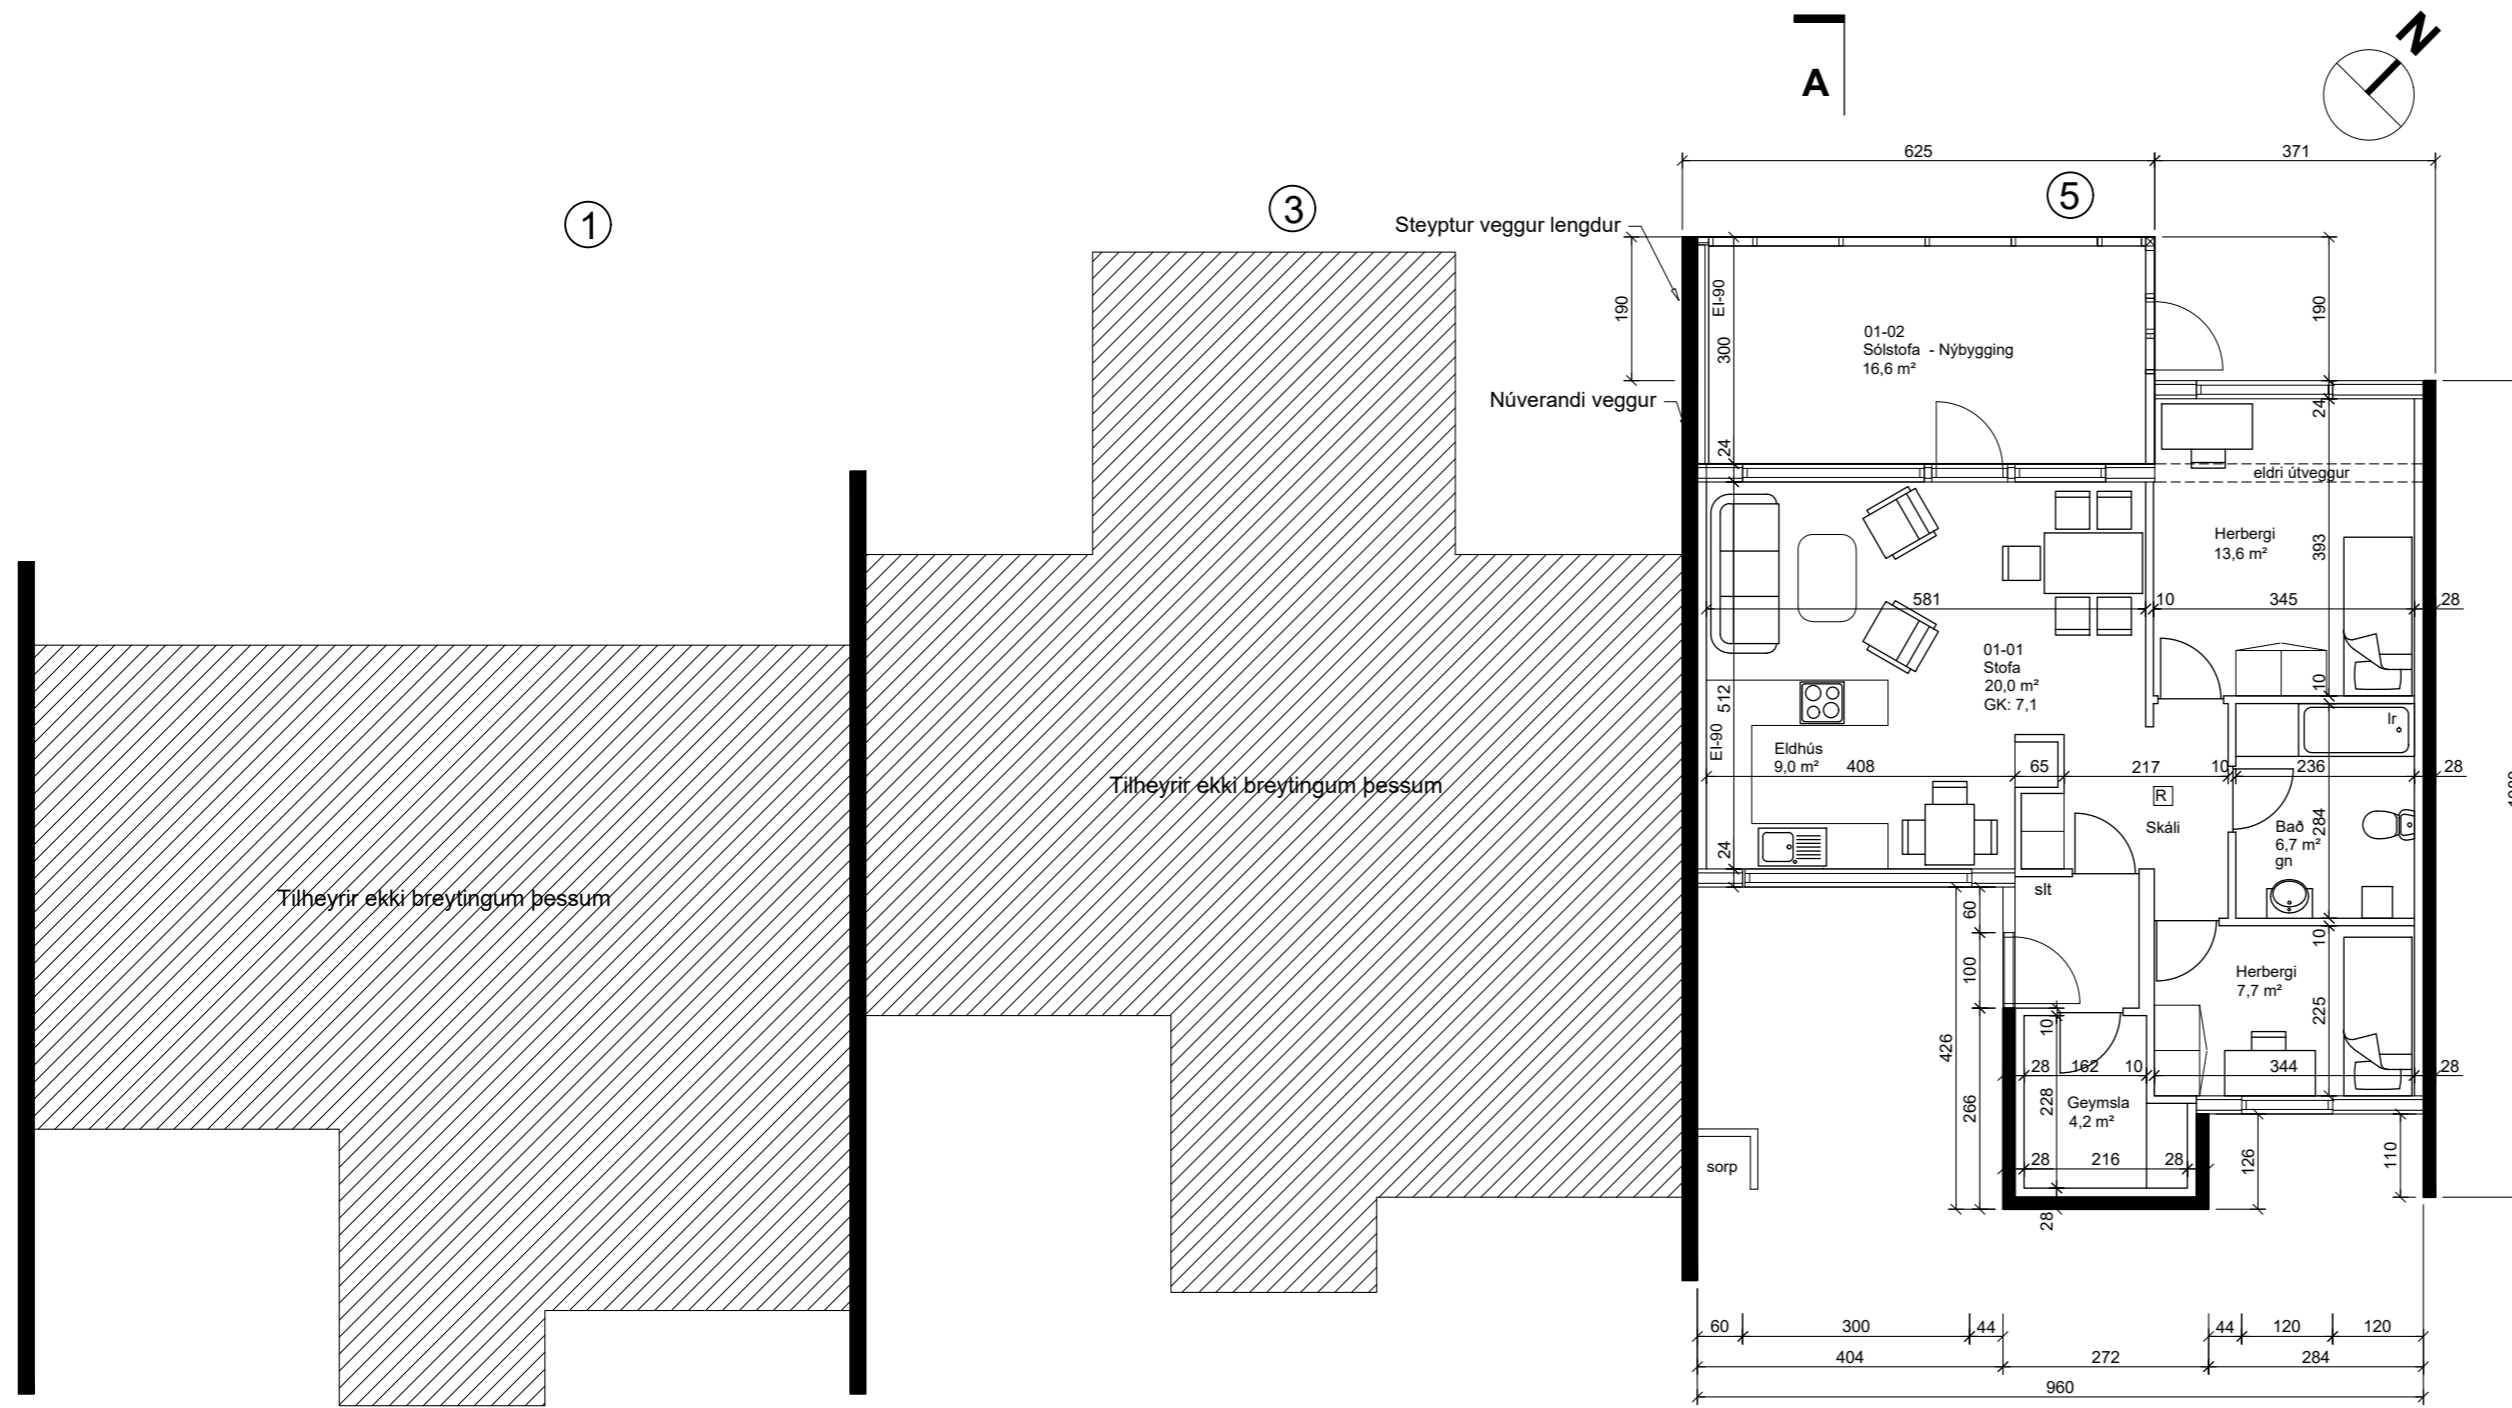 A
N
1
3
5
625
371
Steyptur veggur lengdur
190
EI-90
300
24
01-02
Sólstofa - Nýbygging
16,6 m²
190
Núverandi veggur
24
eldri útveggur
Herbergi
13,6 m²
393
581
10
345
28
01-01
Stofa
20,0 m²
GK: 7,1
512
10
lr
EI-90
Eldhús
9,0 m²
408
65
217
10
236
28
R
Skáli
Bað
6,7 m²
gn
284
24
Tilheyrir ekki breytingum þessum
Tilheyrir ekki breytingum þessum
slt
60
100
10
Herbergi
7,7 m²
225
426
266
10
28
162
10
344
28
228
Geymsla
4,2 m²
28
216
28
126
110
sorp
28
60
300
44
44
120
120
404
272
284
960